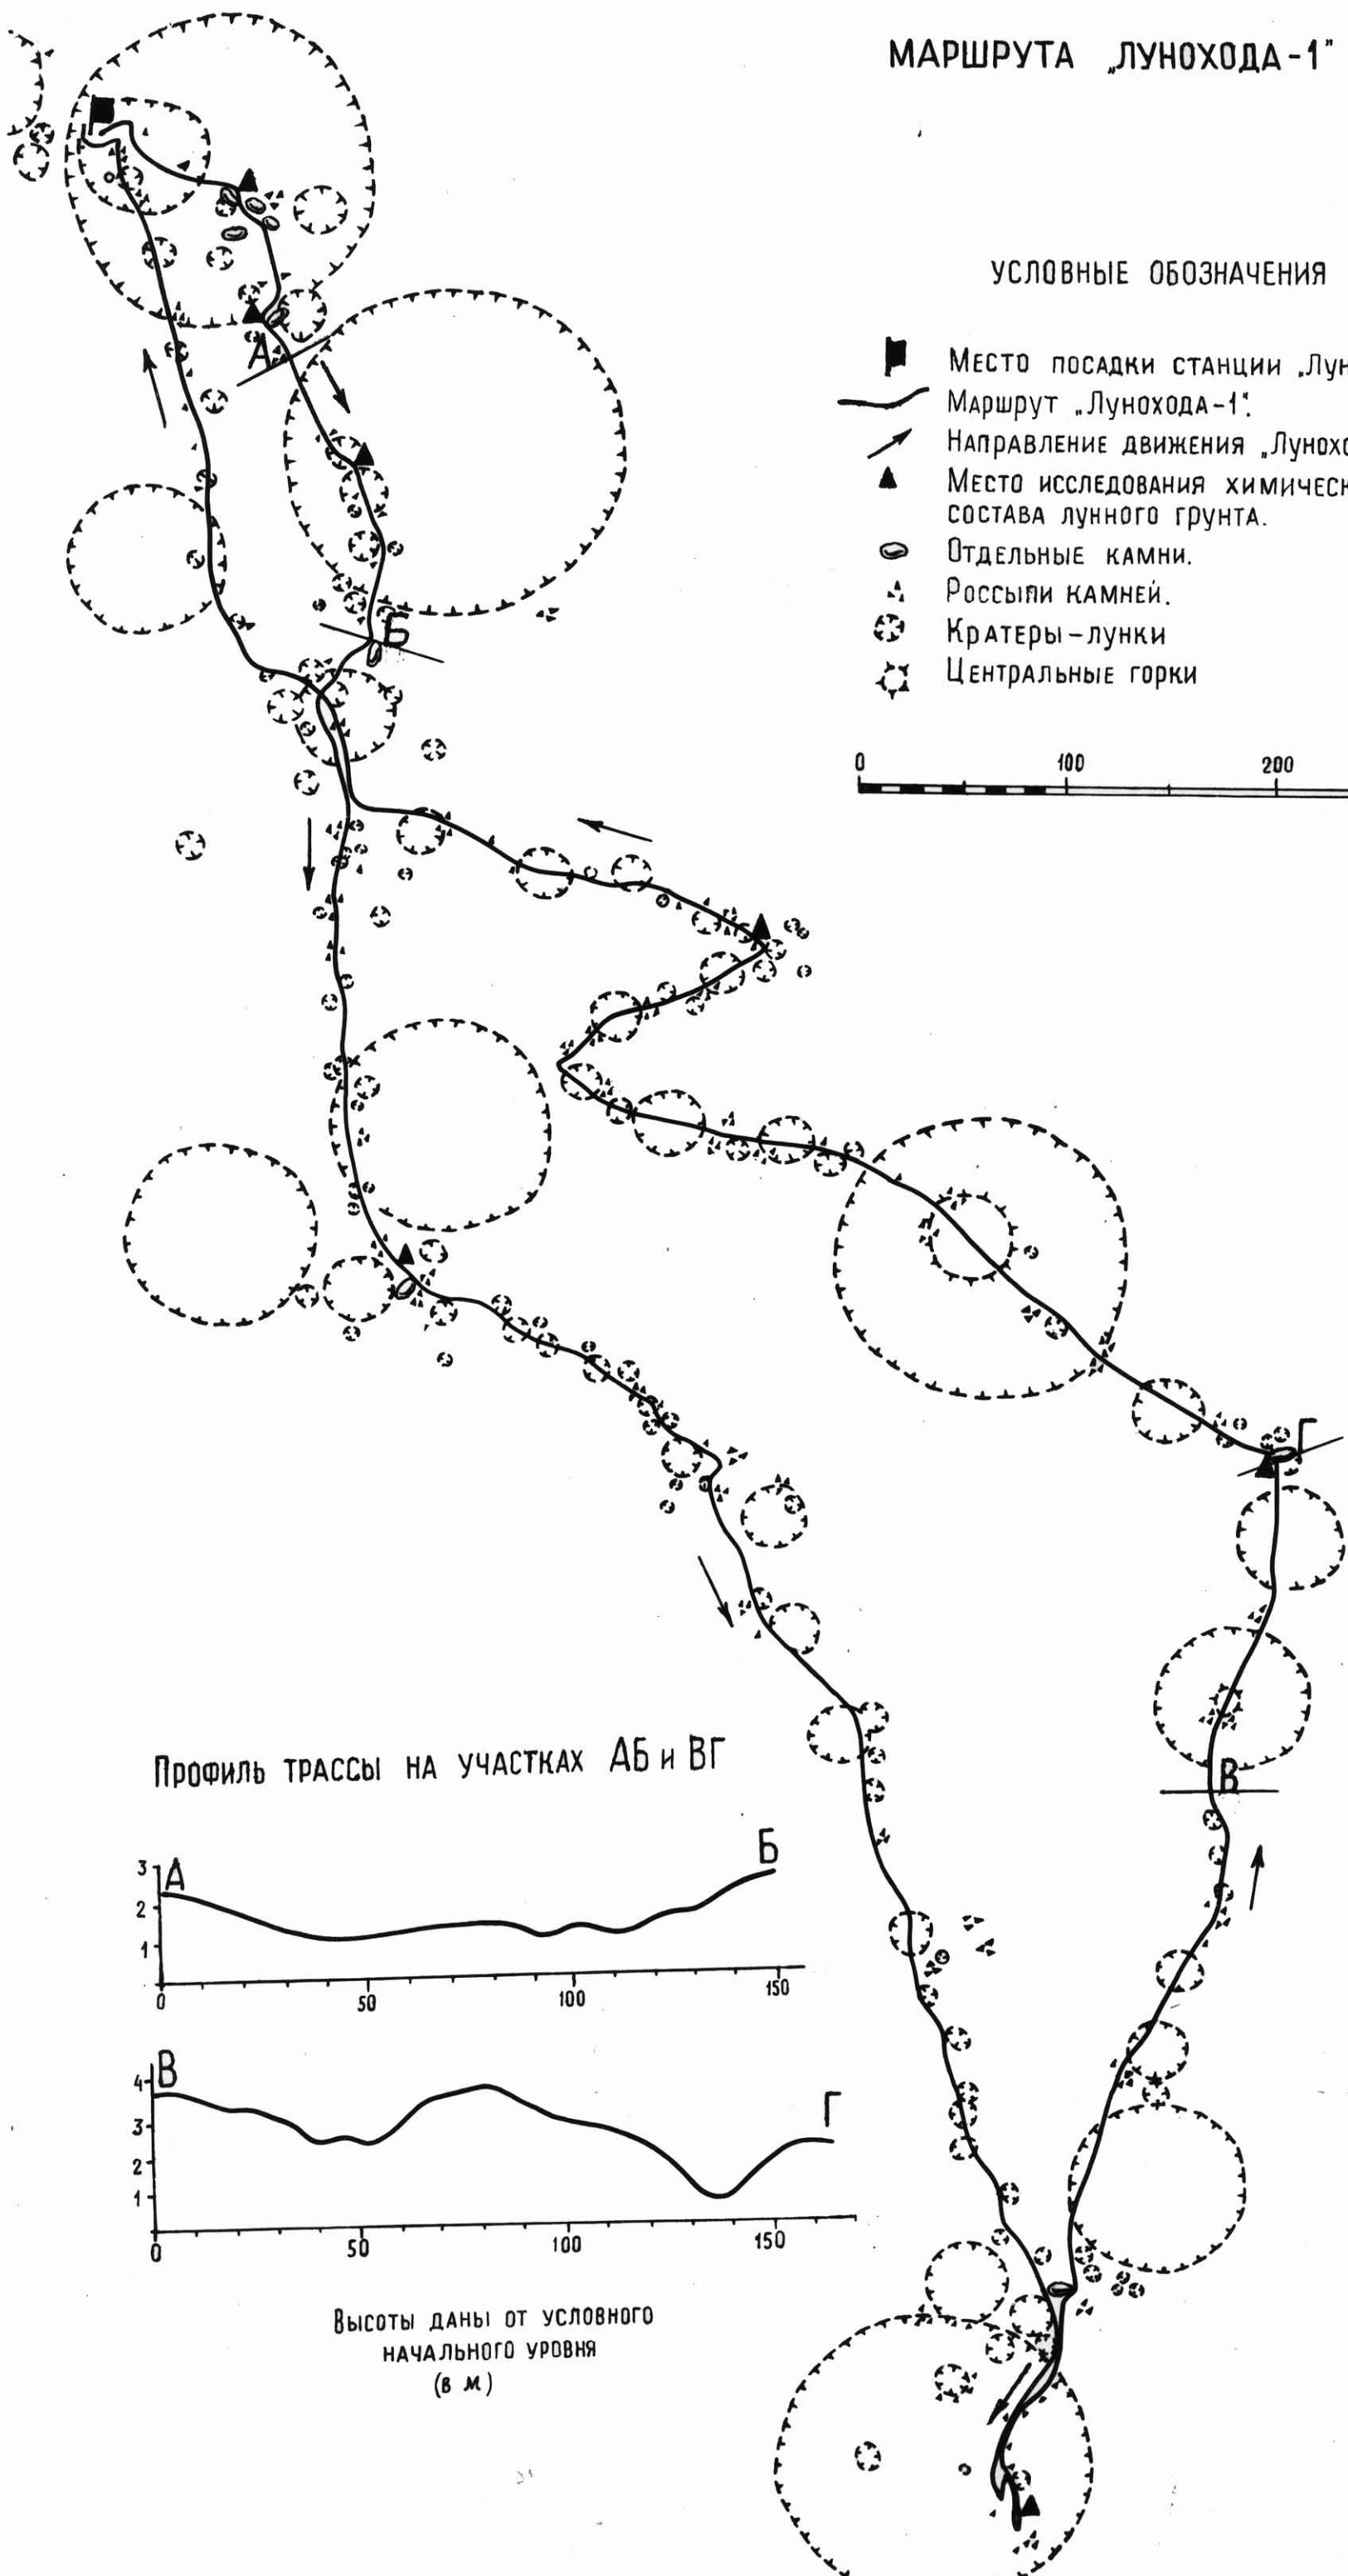 МАРШРУТА „ЛУНОХОДА-1"
УСЛОВНЫЕ ОБОЗНАЧЕНИЯ
МЕСТО ПОСАДКИ СТАНЦИИ „ЛУН
МАРШРУТ „ЛУНОХОДА-1".
НАПРАВЛЕНИЕ ДВИЖЕНИЯ „ЛУНОХО
МЕСТО ИССЛЕДОВАНИЯ ХИМИЧЕСК
СОСТАВА ЛУННОГО ГРУНТА.
ОТДЕЛЬНЫЕ КАМНИ.
РОССЫПИ КАМНЕЙ.
КРАТЕРЫ-ЛУНКИ
ЦЕНТРАЛЬНЫЕ ГОРКИ
0 100 200
А
Б
Г
В
ПРОФИЛЬ ТРАССЫ НА УЧАСТКАХ АБ и ВГ
А Б
3
2
1
0 50 100 150
В Г
4
3
2
1
0 50 100 150
ВЫСОТЫ ДАНЫ ОТ УСЛОВНОГО
НАЧАЛЬНОГО УРОВНЯ
(В М)